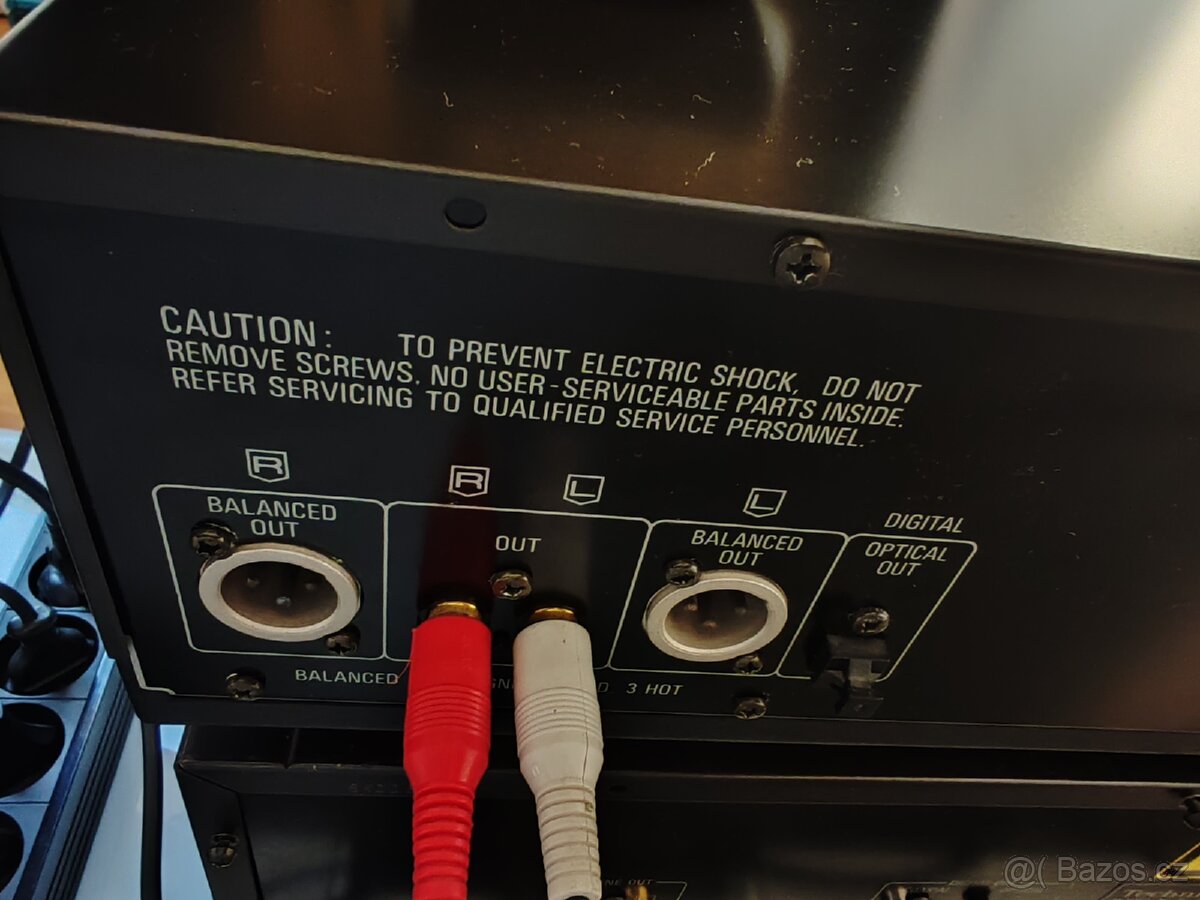 CAUTION: TO PREVENT ELECTRIC SHOCK, DO NOT
REMOVE SCREWS. NO USER-SERVICEABLE PARTS INSIDE.
REFER SERVICING TO QUALIFIED SERVICE PERSONNEL.
R R L L
BALANCED
OUT
OUT
BALANCED
OUT
DIGITAL
OPTICAL
OUT
BALANCED 3 HOT
@( Bazos.cz